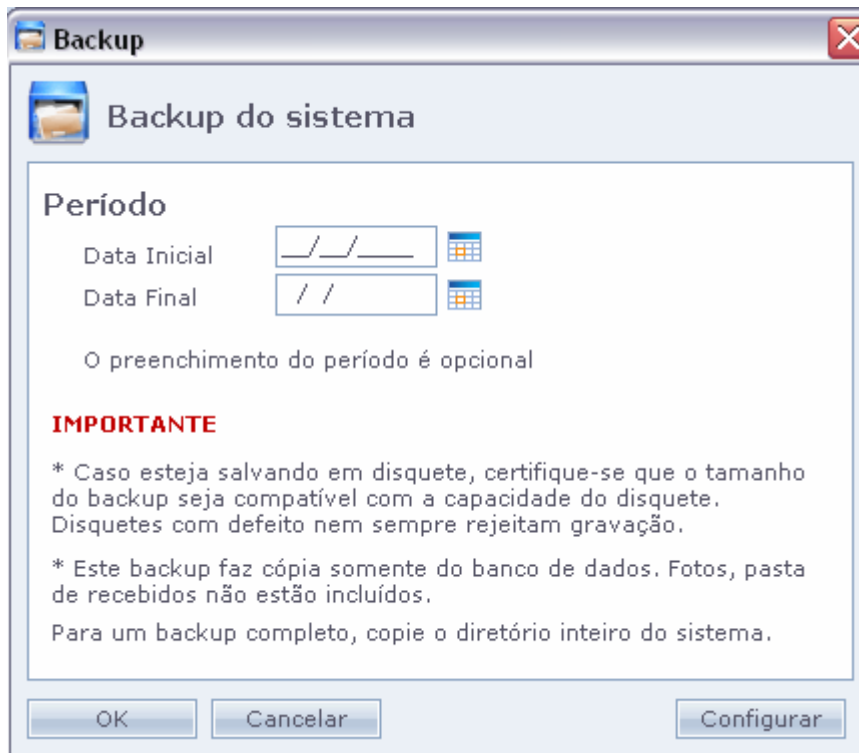 Backup
Backup do sistema
Período
Data Inicial __/__/____
Data Final / /
O preenchimento do período é opcional
IMPORTANTE
* Caso esteja salvando em disquete, certifique-se que o tamanho
do backup seja compatível com a capacidade do disquete.
Disquetes com defeito nem sempre rejeitam gravação.
* Este backup faz cópia somente do banco de dados. Fotos, pasta
de recebidos não estão incluídos.
Para um backup completo, copie o diretório inteiro do sistema.
OK Cancelar Configurar